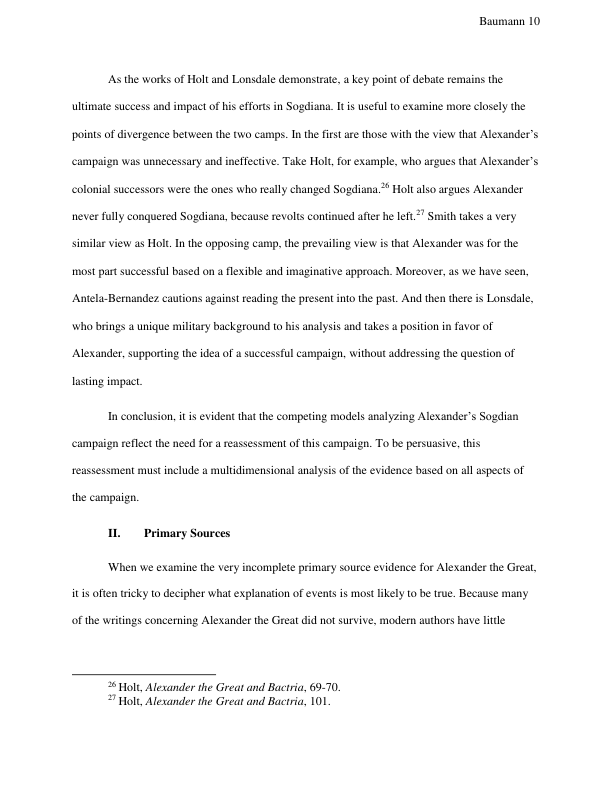 Baumann 10
As the works of Holt and Lonsdale demonstrate, a key point of debate remains the
ultimate success and impact of his efforts in Sogdiana. It is useful to examine more closely the
points of divergence between the two camps. In the first are those with the view that Alexander’s
campaign was unnecessary and ineffective. Take Holt, for example, who argues that Alexander’s
colonial successors were the ones who really changed Sogdiana.26 Holt also argues Alexander
never fully conquered Sogdiana, because revolts continued after he left.27 Smith takes a very
similar view as Holt. In the opposing camp, the prevailing view is that Alexander was for the
most part successful based on a flexible and imaginative approach. Moreover, as we have seen,
Antela-Bernandez cautions against reading the present into the past. And then there is Lonsdale,
who brings a unique military background to his analysis and takes a position in favor of
Alexander, supporting the idea of a successful campaign, without addressing the question of
lasting impact.
In conclusion, it is evident that the competing models analyzing Alexander’s Sogdian
campaign reflect the need for a reassessment of this campaign. To be persuasive, this
reassessment must include a multidimensional analysis of the evidence based on all aspects of
the campaign.
II. Primary Sources
When we examine the very incomplete primary source evidence for Alexander the Great,
it is often tricky to decipher what explanation of events is most likely to be true. Because many
of the writings concerning Alexander the Great did not survive, modern authors have little
26 Holt, Alexander the Great and Bactria, 69-70.
27 Holt, Alexander the Great and Bactria, 101.